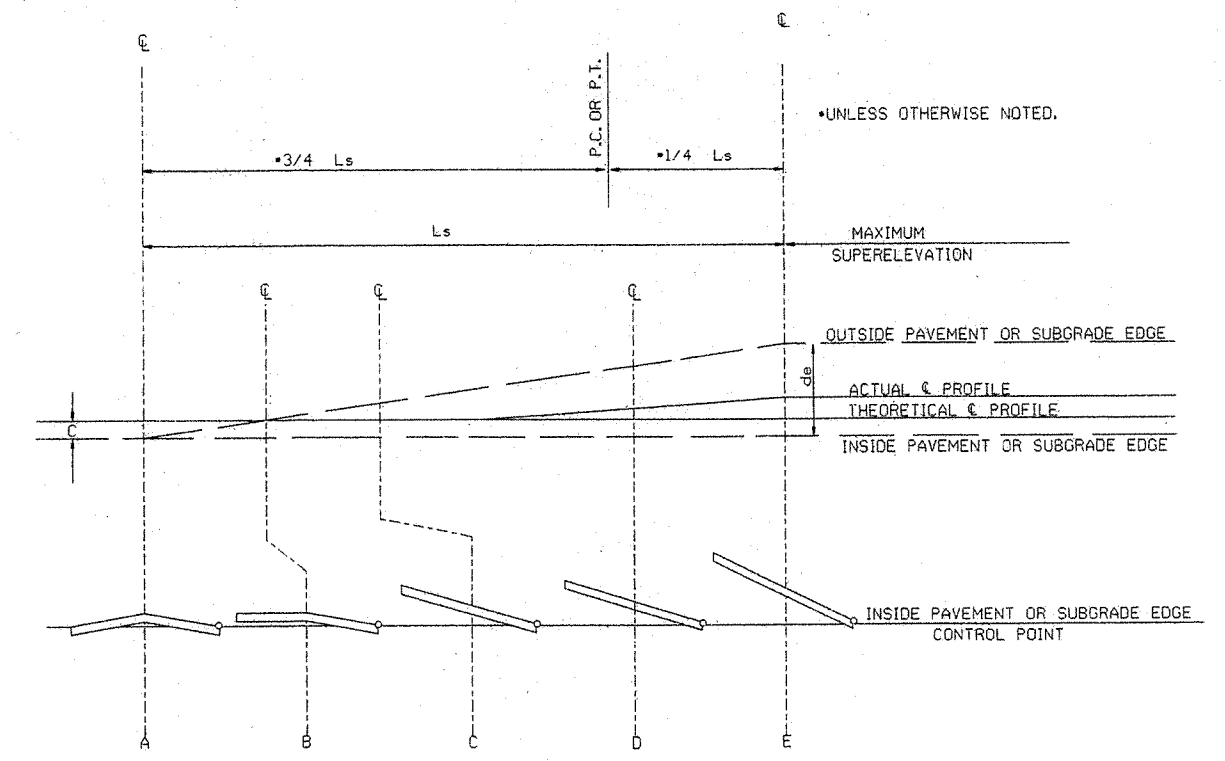 ℄
℄
P.C. OR P.T.
*UNLESS OTHERWISE NOTED.
*3/4 Ls
*1/4 Ls
Ls
MAXIMUM
SUPERELEVATION
℄
℄
℄
OUTSIDE PAVEMENT OR SUBGRADE EDGE
de
ACTUAL ℄ PROFILE
THEORETICAL ℄ PROFILE
C
INSIDE PAVEMENT OR SUBGRADE EDGE
INSIDE PAVEMENT OR SUBGRADE EDGE
CONTROL POINT
A
B
C
D
E